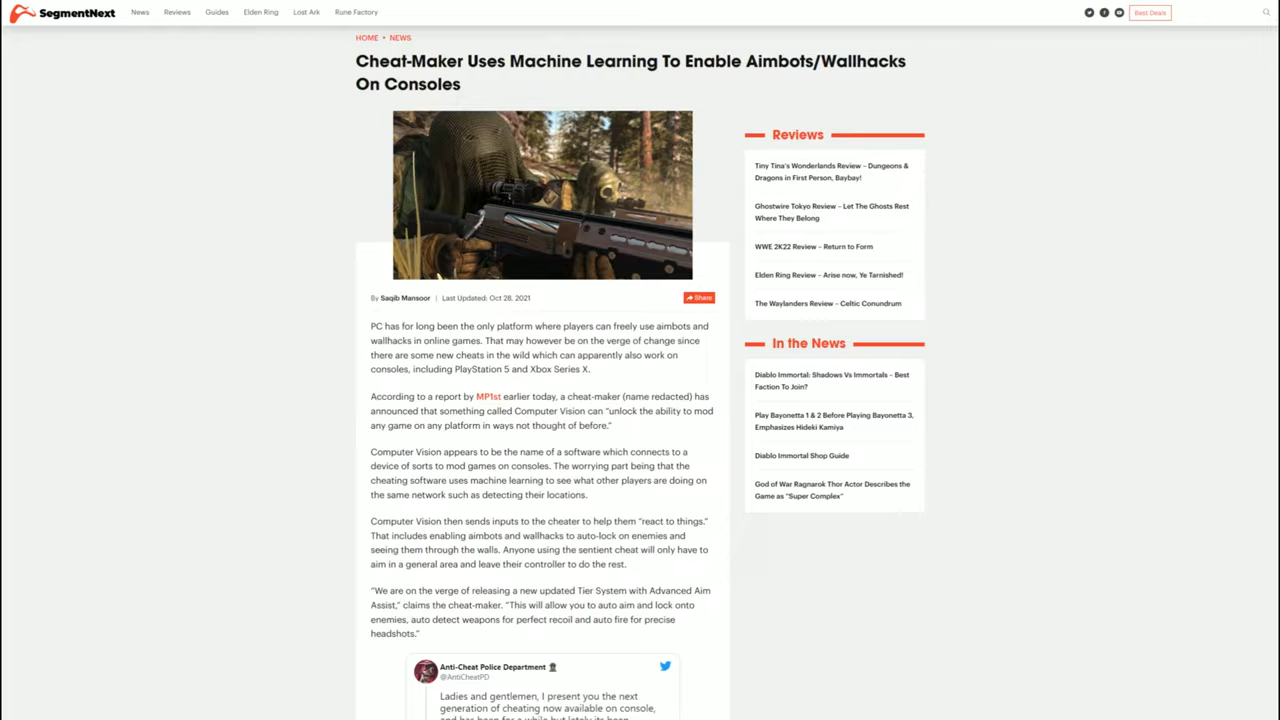 SegmentNext
News Reviews Guides Elden Ring Lost Ark Rune Factory
Best Deals
HOME • NEWS
Cheat-Maker Uses Machine Learning To Enable Aimbots/Wallhacks
On Consoles
By Saqib Mansoor | Last Updated: Oct 28, 2021
Share
PC has for long been the only platform where players can freely use aimbots and
wallhacks in online games. That may however be on the verge of change since
there are some new cheats in the wild which can apparently also work on
consoles, including PlayStation 5 and Xbox Series X.
According to a report by MP1st earlier today, a cheat-maker (name redacted) has
announced that something called Computer Vision can “unlock the ability to mod
any game on any platform in ways not thought of before.”
Computer Vision appears to be the name of a software which connects to a
device of sorts to mod games on consoles. The worrying part being that the
cheating software uses machine learning to see what other players are doing on
the same network such as detecting their locations.
Computer Vision then sends inputs to the cheater to help them “react to things.”
That includes enabling aimbots and wallhacks to auto-lock on enemies and
seeing them through the walls. Anyone using the sentient cheat will only have to
aim in a general area and leave their controller to do the rest.
“We are on the verge of releasing a new updated Tier System with Advanced Aim
Assist,” claims the cheat-maker. “This will allow you to auto aim and lock onto
enemies, auto detect weapons for perfect recoil and auto fire for precise
headshots.”
Anti-Cheat Police Department
@AntiCheatPD
Ladies and gentlemen, I present you the next
generation of cheating now available on console,
and has been for a while but lately its been
Reviews
Tiny Tina's Wonderlands Review – Dungeons &
Dragons in First Person, Baybay!
Ghostwire Tokyo Review – Let The Ghosts Rest
Where They Belong
WWE 2K22 Review – Return to Form
Elden Ring Review – Arise now, Ye Tarnished!
The Waylanders Review – Celtic Conundrum
In the News
Diablo Immortal: Shadows Vs Immortals – Best
Faction To Join?
Play Bayonetta 1 & 2 Before Playing Bayonetta 3,
Emphasizes Hideki Kamiya
Diablo Immortal Shop Guide
God of War Ragnarok Thor Actor Describes the
Game as “Super Complex”